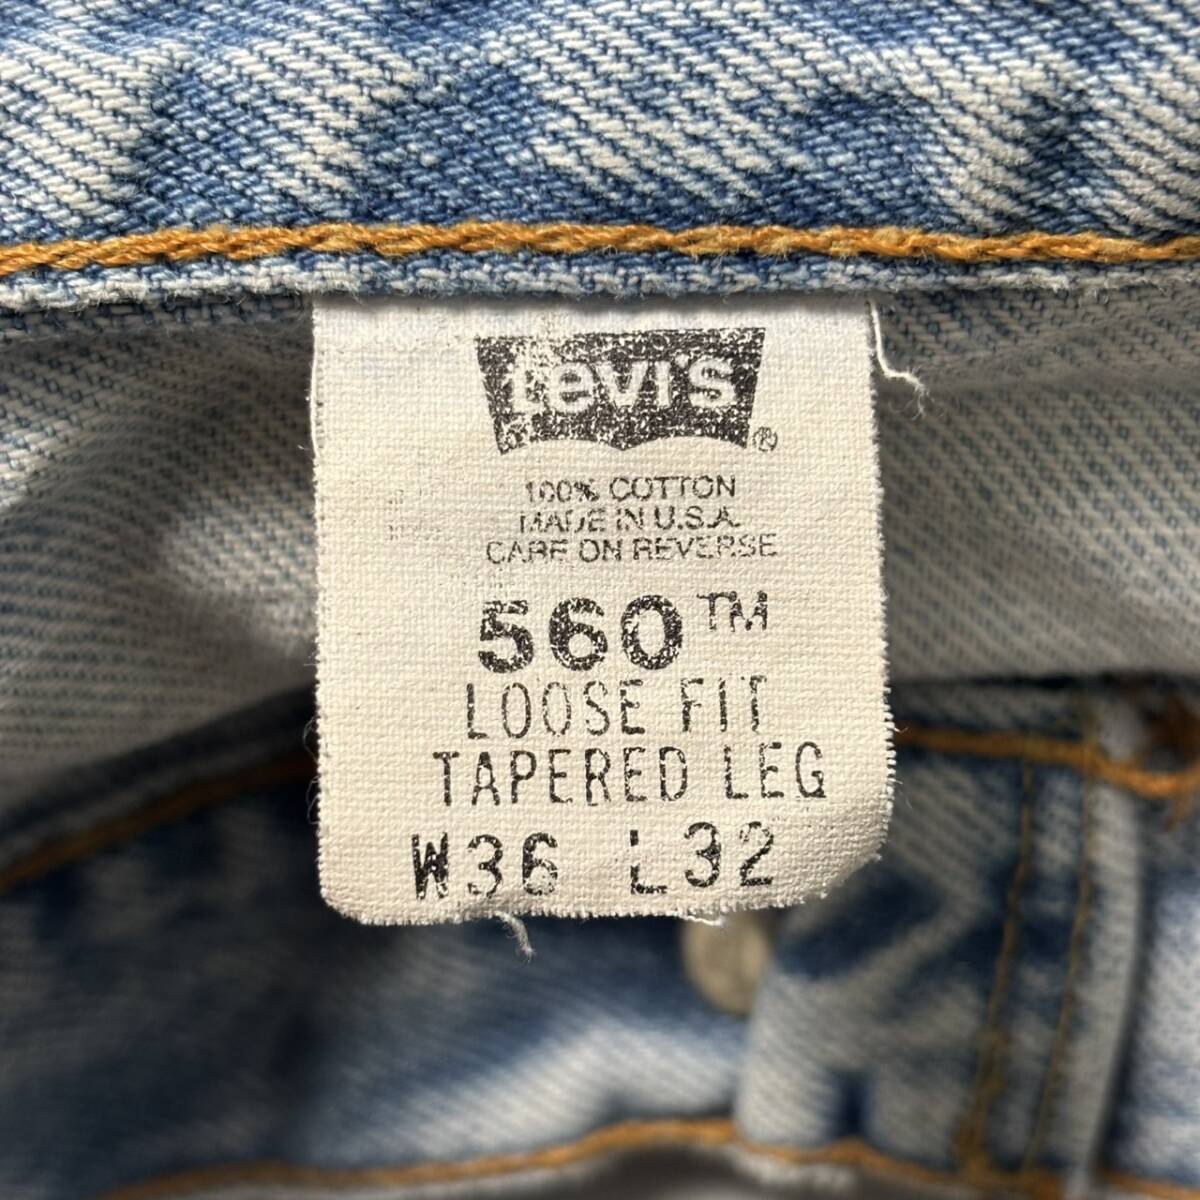 Levi's ®
100% COTTON
MADE IN U.S.A.
CARE ON REVERSE
560™
LOOSE FIT
TAPERED LEG
W36 L32